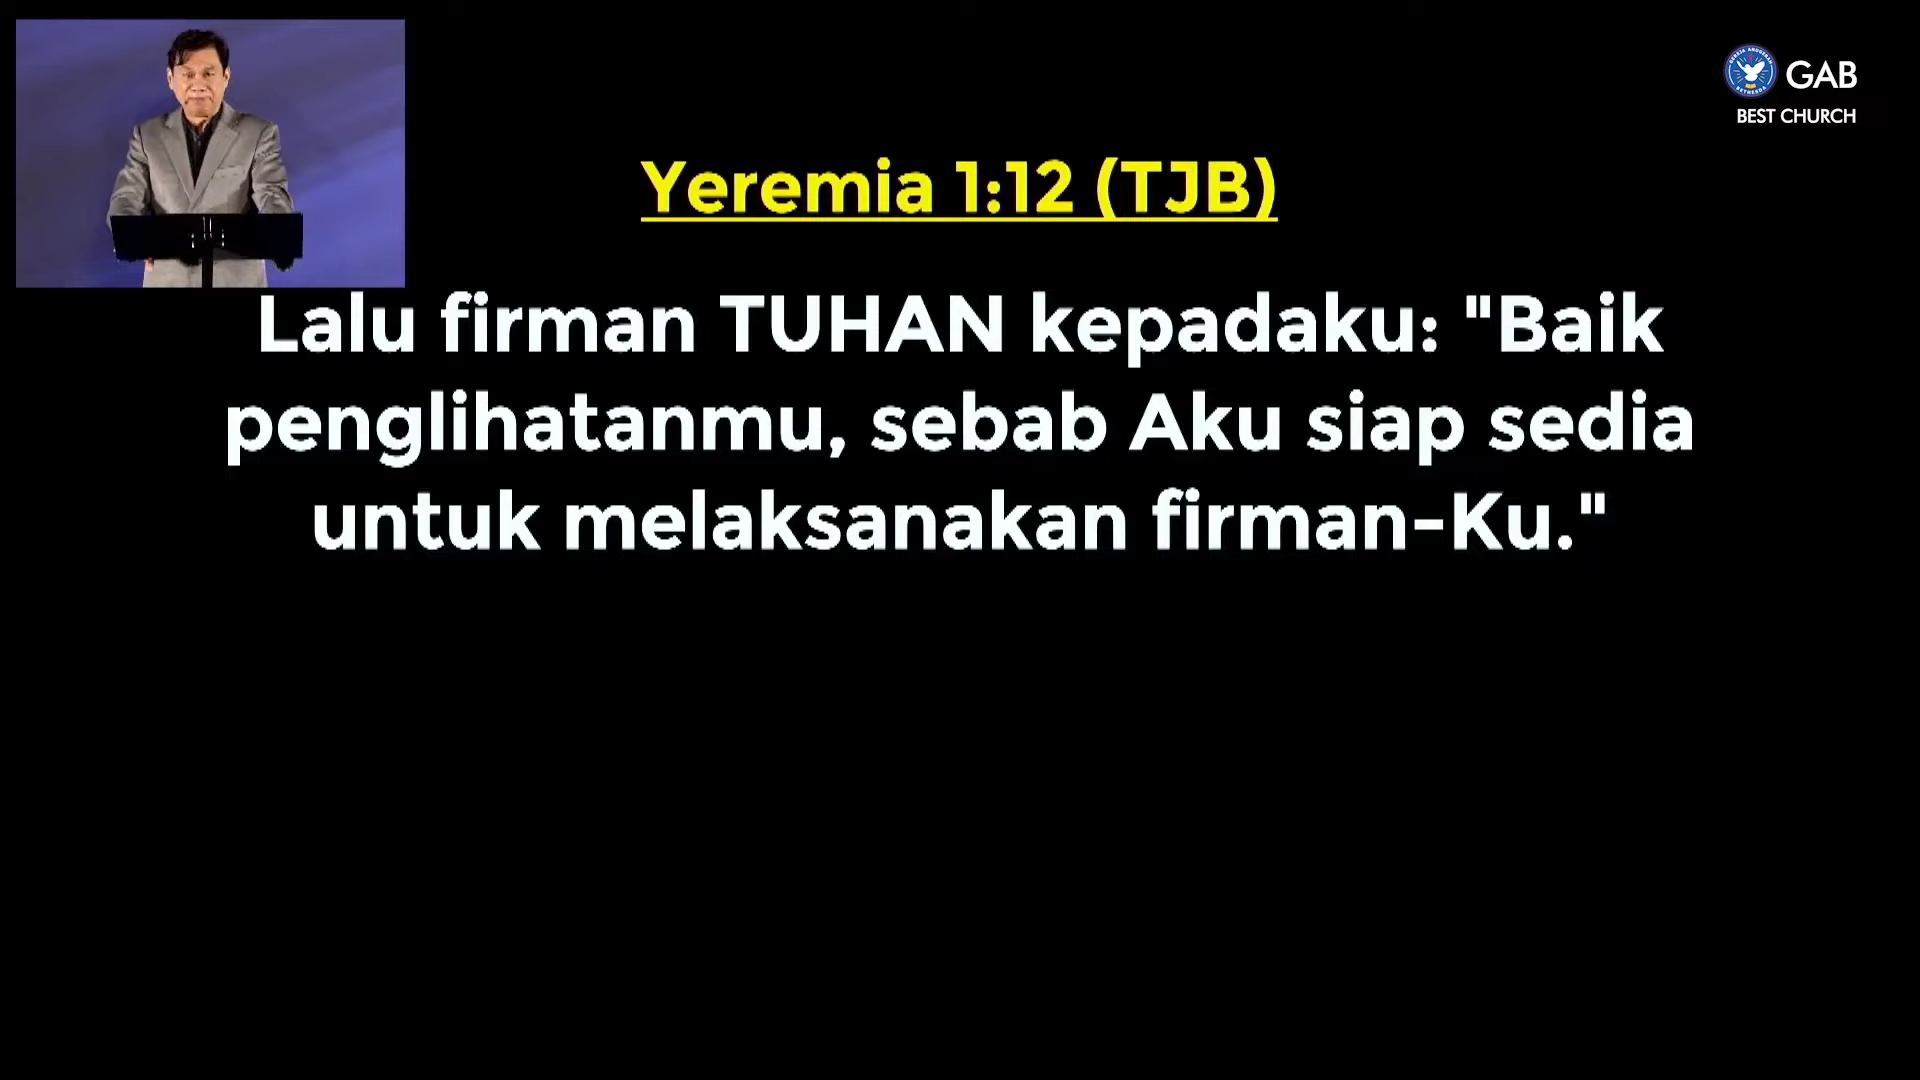 GAB
BEST CHURCH
Yeremia 1:12 (TJB)
Lalu firman TUHAN kepadaku: "Baik
penglihatanmu, sebab Aku siap sedia
untuk melaksanakan firman-Ku."